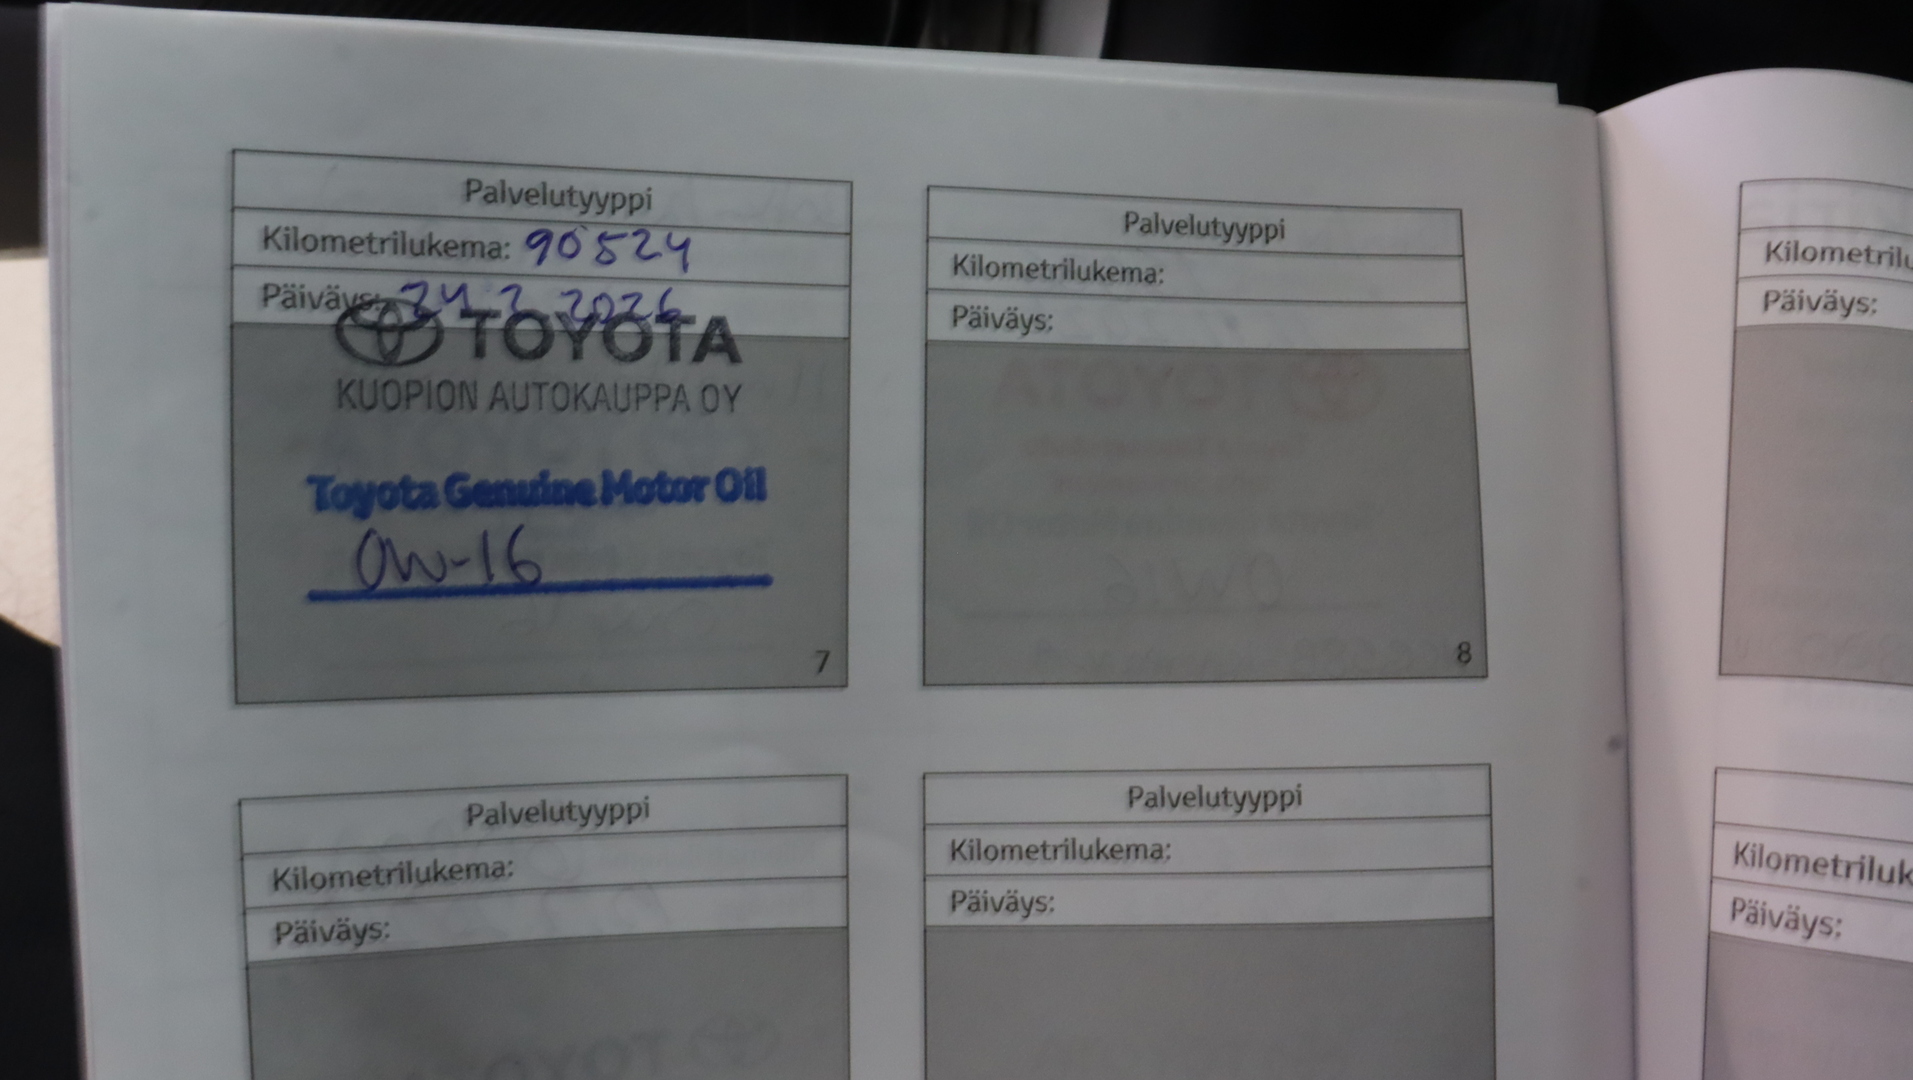 Palvelutyyppi
Kilometrilukema: 90524
Päiväys: 24.2.2026
TOYOTA
KUOPION AUTOKAUPPA OY
Toyota Genuine Motor Oil
0W-16
7
Palvelutyyppi
Kilometrilukema:
Päiväys:
8
Kilometrilu
Päiväys:
Palvelutyyppi
Kilometrilukema:
Päiväys:
Palvelutyyppi
Kilometrilukema:
Päiväys:
Kilometriluk
Päiväys: